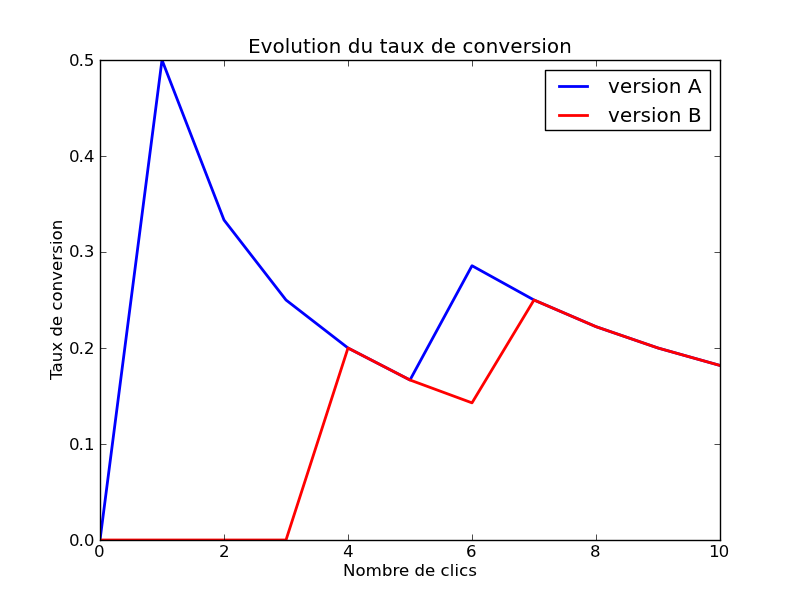 Evolution du taux de conversion
version A
version B
0.5
0.4
0.3
0.2
0.1
0.0
Taux de conversion
0 2 4 6 8 10
Nombre de clics